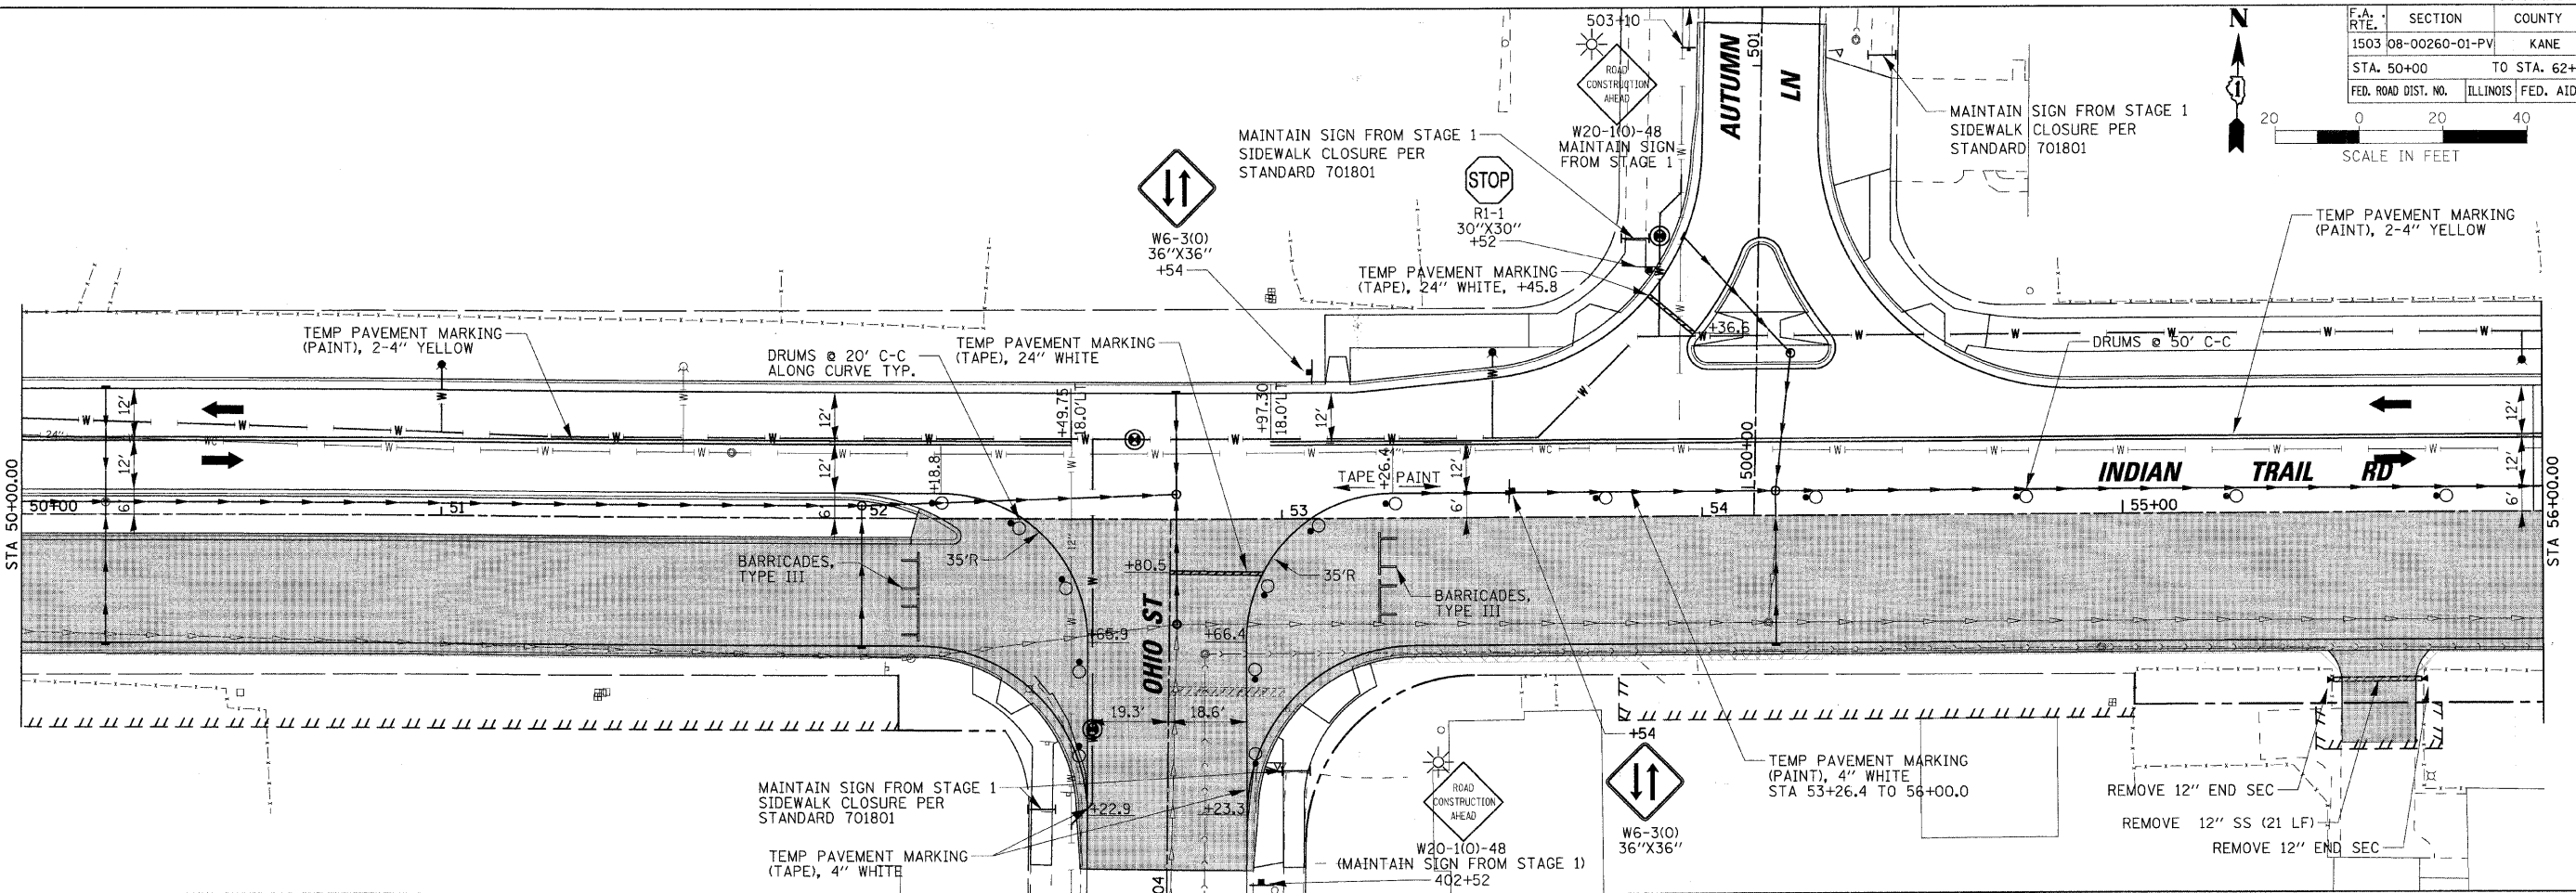 F.A. RTE. SECTION COUNTY
1503 08-00260-01-PV KANE
STA. 50+00 TO STA. 62+
FED. ROAD DIST. NO. ILLINOIS FED. AID
N
1
20 0 20 40
SCALE IN FEET
503+10
ROAD
CONSTRUCTION
AHEAD
W20-1(O)-48
MAINTAIN SIGN
FROM STAGE 1
AUTUMN
LN
501
MAINTAIN SIGN FROM STAGE 1
SIDEWALK CLOSURE PER
STANDARD 701801
MAINTAIN SIGN FROM STAGE 1
SIDEWALK CLOSURE PER
STANDARD 701801
STOP
R1-1
30"X30"
+52
W6-3(O)
36"X36"
+54
TEMP PAVEMENT MARKING
(TAPE), 24" WHITE, +45.8
+36.6
TEMP PAVEMENT MARKING
(PAINT), 2-4" YELLOW
TEMP PAVEMENT MARKING
(PAINT), 2-4" YELLOW
DRUMS @ 20' C-C
ALONG CURVE TYP.
TEMP PAVEMENT MARKING
(TAPE), 24" WHITE
DRUMS @ 50' C-C
12'
12'
6'
12'
12'
6'
+18.8
+49.75
18.0'LT
+97.30
18.0'LT
12'
+26.4
12'
6'
TAPE PAINT
500+00
12'
12'
6'
INDIAN TRAIL RD
STA 50+00.00
STA 56+00.00
50+00
51
52
53
54
55+00
BARRICADES,
TYPE III
35'R
+80.5
35'R
BARRICADES,
TYPE III
OHIO ST
+65.9
+66.4
19.3'
18.6'
+22.9
+23.3
MAINTAIN SIGN FROM STAGE 1
SIDEWALK CLOSURE PER
STANDARD 701801
TEMP PAVEMENT MARKING
(TAPE), 4" WHITE
ROAD
CONSTRUCTION
AHEAD
W20-1(O)-48
(MAINTAIN SIGN FROM STAGE 1)
402+52
+54
W6-3(O)
36"X36"
TEMP PAVEMENT MARKING
(PAINT), 4" WHITE
STA 53+26.4 TO 56+00.0
REMOVE 12" END SEC
REMOVE 12" SS (21 LF)
REMOVE 12" END SEC